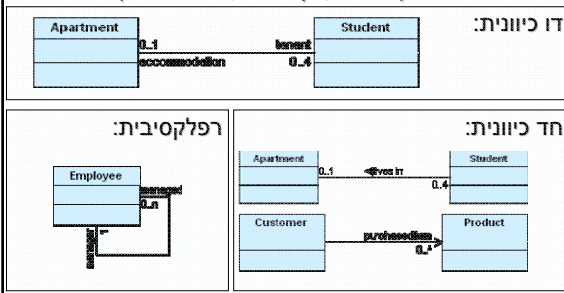 דו כיוונית:
Apartment
Student
0..1
tenant
accommodation
0..4
רפלקסיבית:
Employee
managed
0..n
manager
1
חד כיוונית:
Apartment
Student
0..1
<lives in
0..4
Customer
Product
0..*